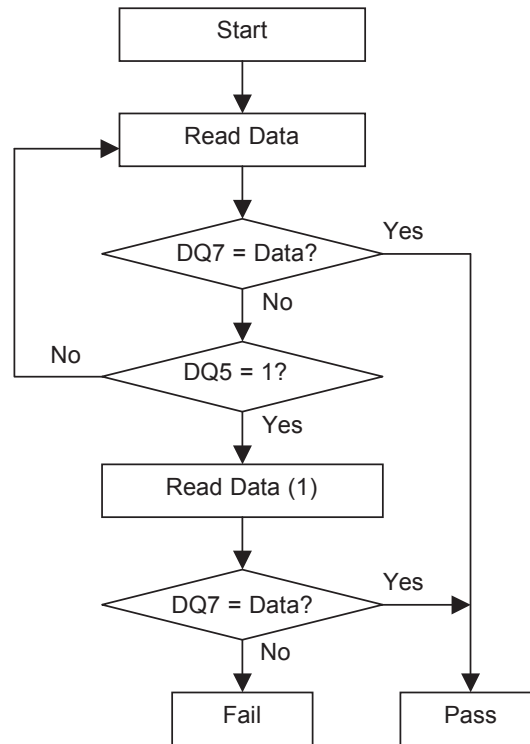 Start
Read Data
DQ7 = Data?
Yes
No
No
DQ5 = 1?
Yes
Read Data (1)
DQ7 = Data?
Yes
No
Fail
Pass